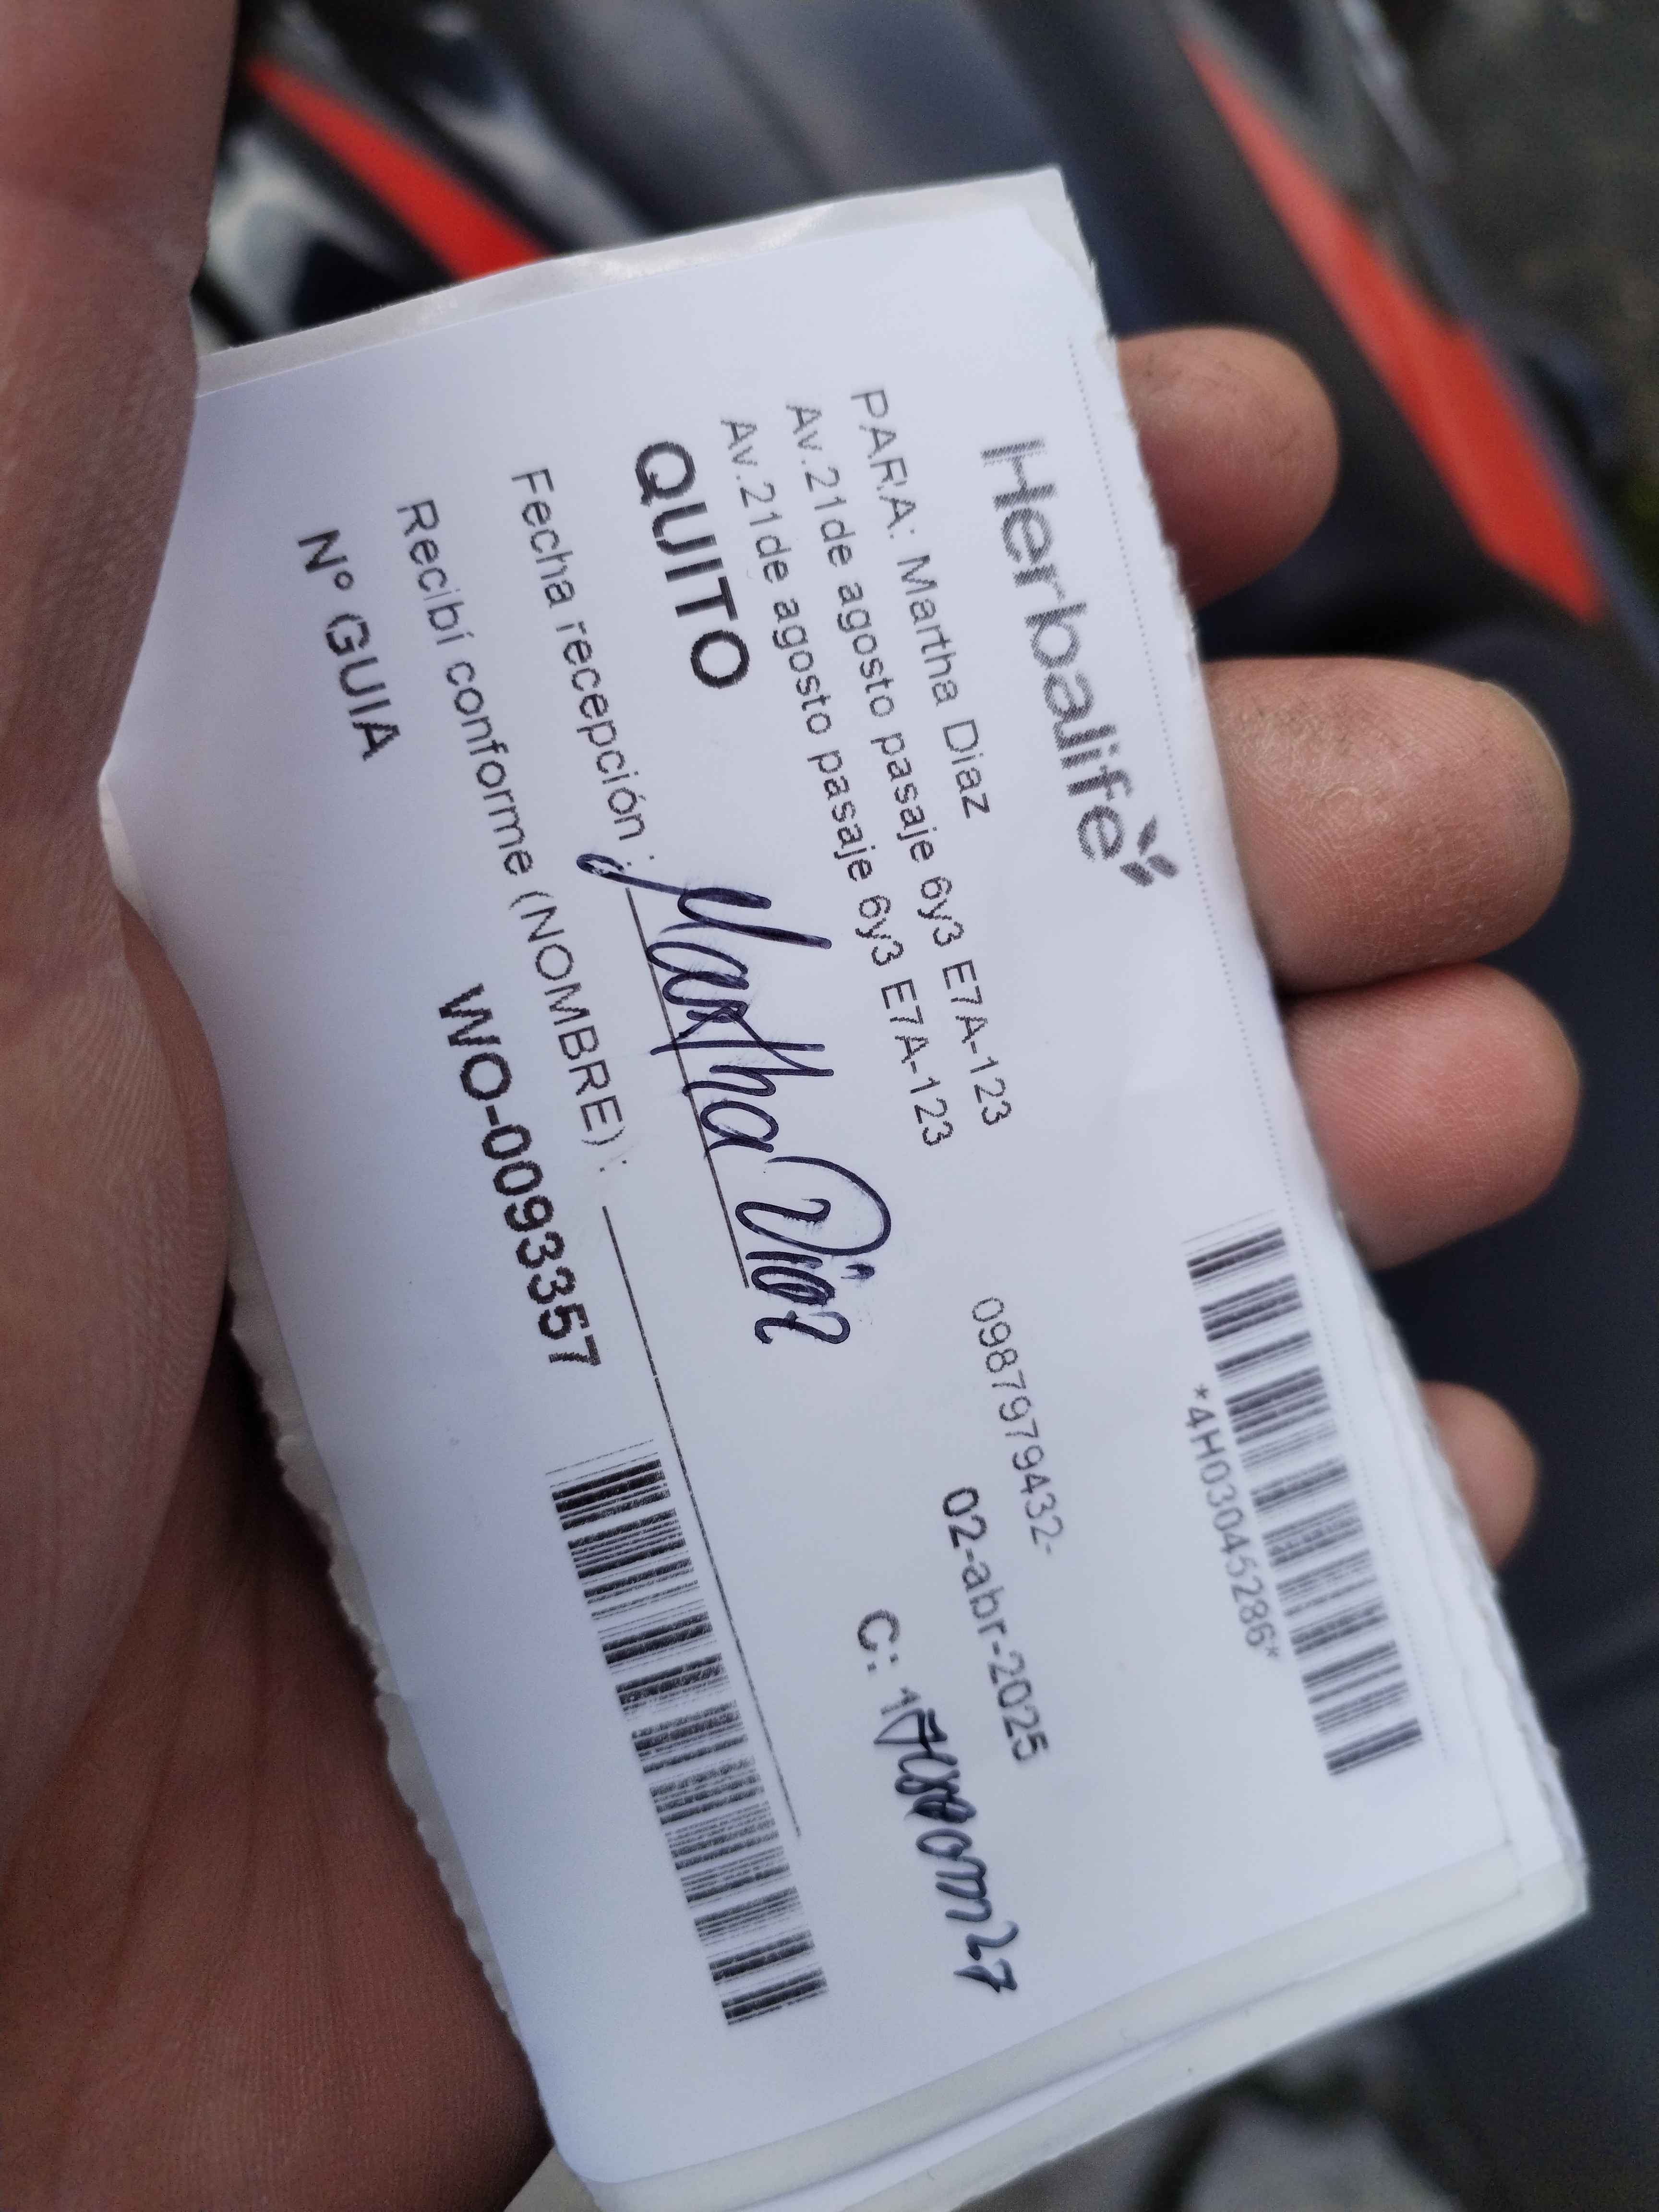 Herbalife
*4H03045286*
PARA: Martha Diaz
0987979432-
Av.21de agosto pasaje 6y3 E7A-123
Av.21de agosto pasaje 6y3 E7A-123
02-abr-2025
QUITO
C: 1
Fecha recepción : Martha Diaz
Recibí conforme (NOMBRE) :
Nº GUIA
WO-0093357